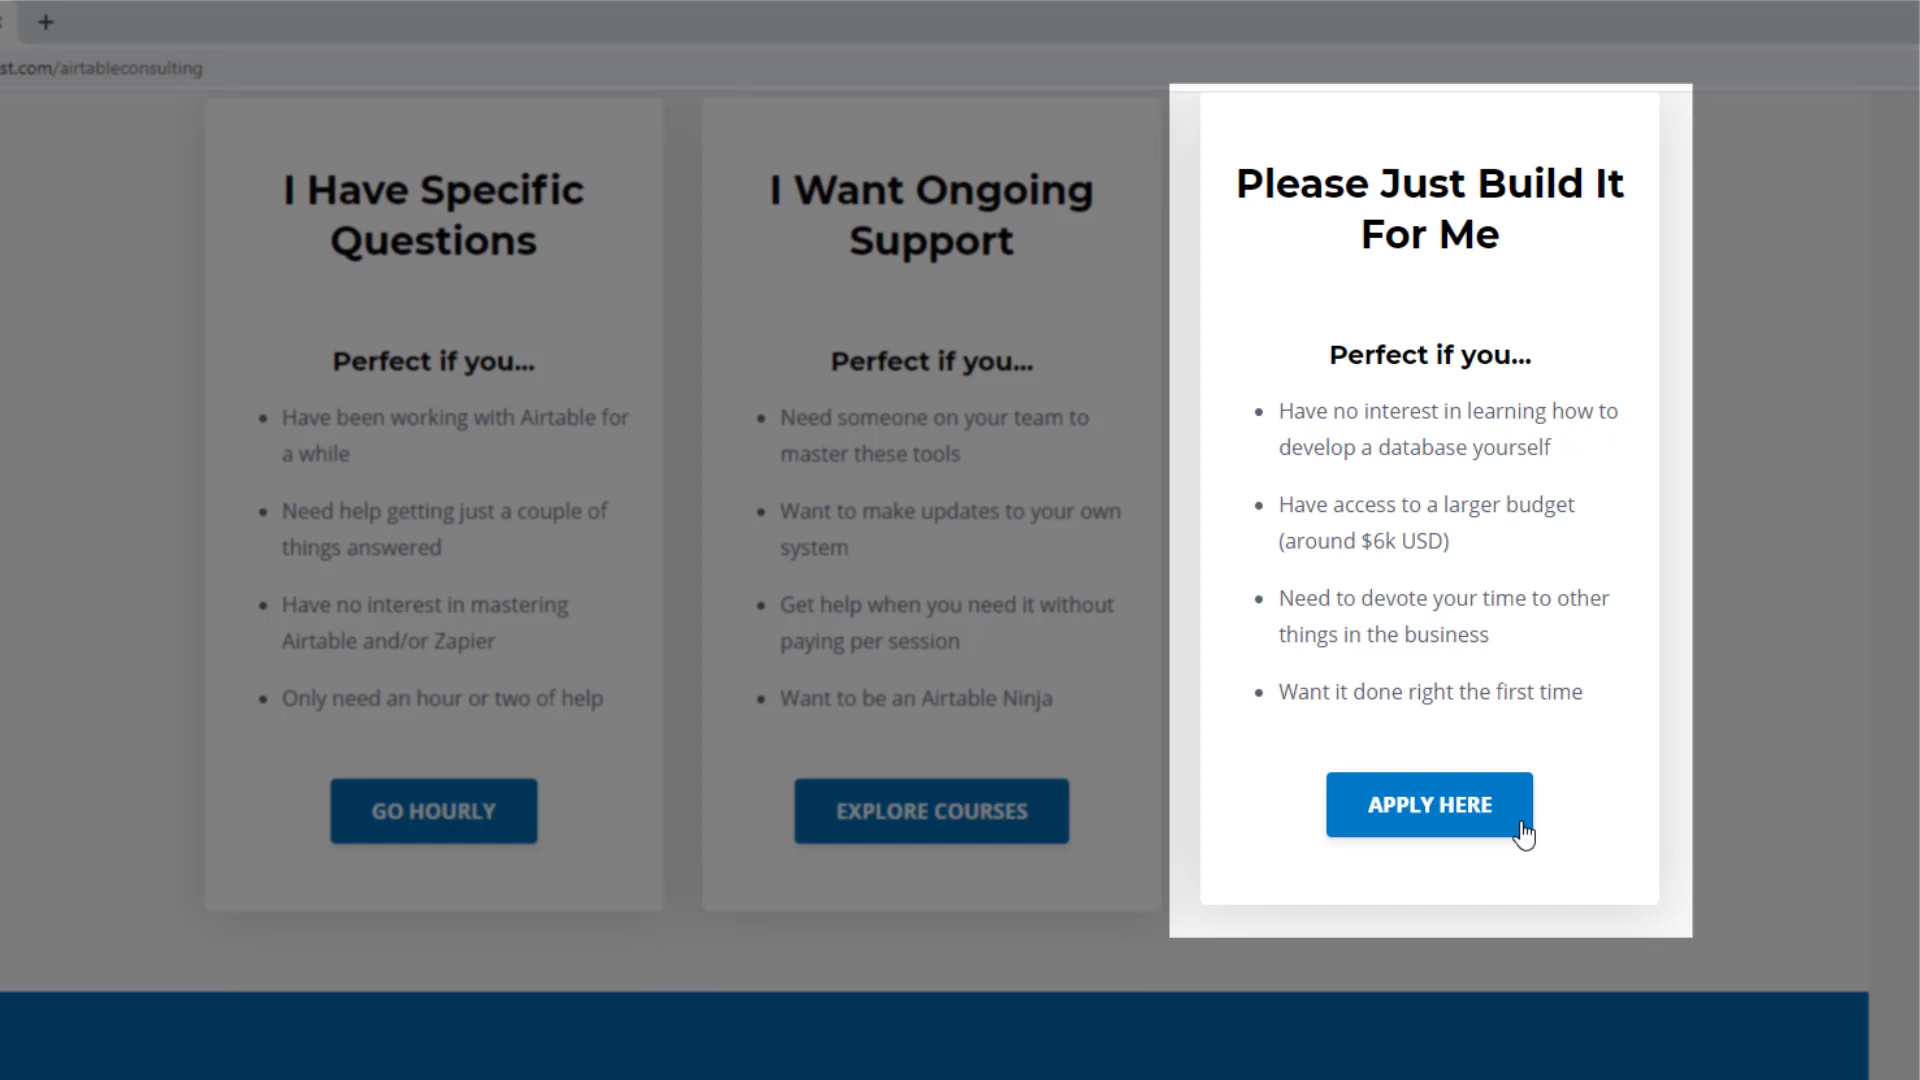 st.com/airtableconsulting
I Have Specific
Questions
Perfect if you...
• Have been working with Airtable for
a while
• Need help getting just a couple of
things answered
• Have no interest in mastering
Airtable and/or Zapier
• Only need an hour or two of help
GO HOURLY
I Want Ongoing
Support
Perfect if you...
• Need someone on your team to
master these tools
• Want to make updates to your own
system
• Get help when you need it without
paying per session
• Want to be an Airtable Ninja
EXPLORE COURSES
Please Just Build It
For Me
Perfect if you...
• Have no interest in learning how to
develop a database yourself
• Have access to a larger budget
(around $6k USD)
• Need to devote your time to other
things in the business
• Want it done right the first time
APPLY HERE